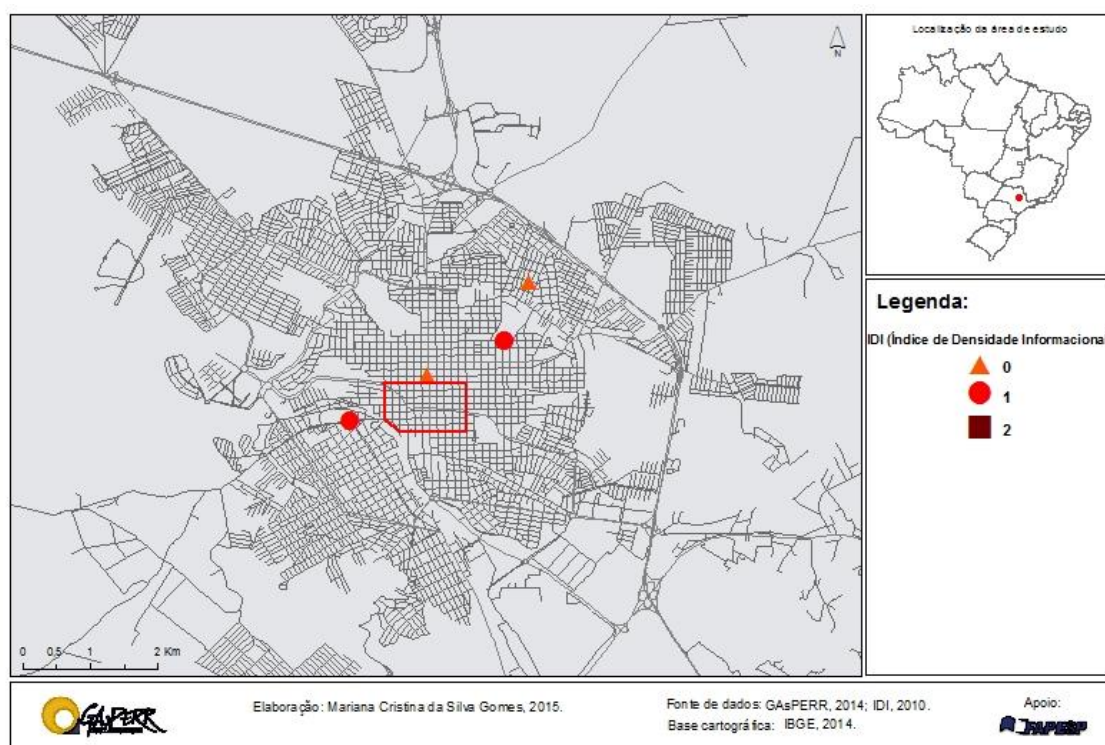 N
Localização da área de estudo
Legenda:
IDI (Índice de Densidade Informacional
0
1
2
0 0,5 1 2 Km
GAsPERR
Elaboração: Mariana Cristina da Silva Gomes, 2015.
Fonte de dados: GAsPERR, 2014; IDI, 2010.
Base cartográfica: IBGE, 2014.
Apoio:
FAPESP